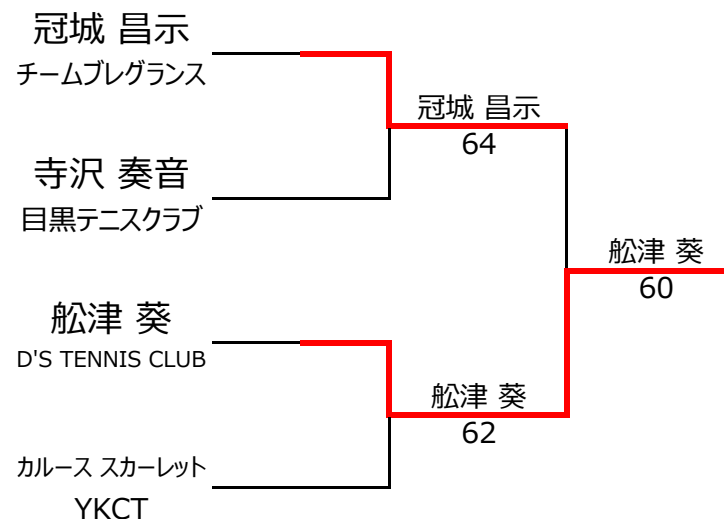 冠城 昌示
チームブレグランス
冠城 昌示
64
寺沢 奏音
目黒テニスクラブ
舩津 葵
60
舩津 葵
D'S TENNIS CLUB
舩津 葵
62
カルース スカーレット
YKCT